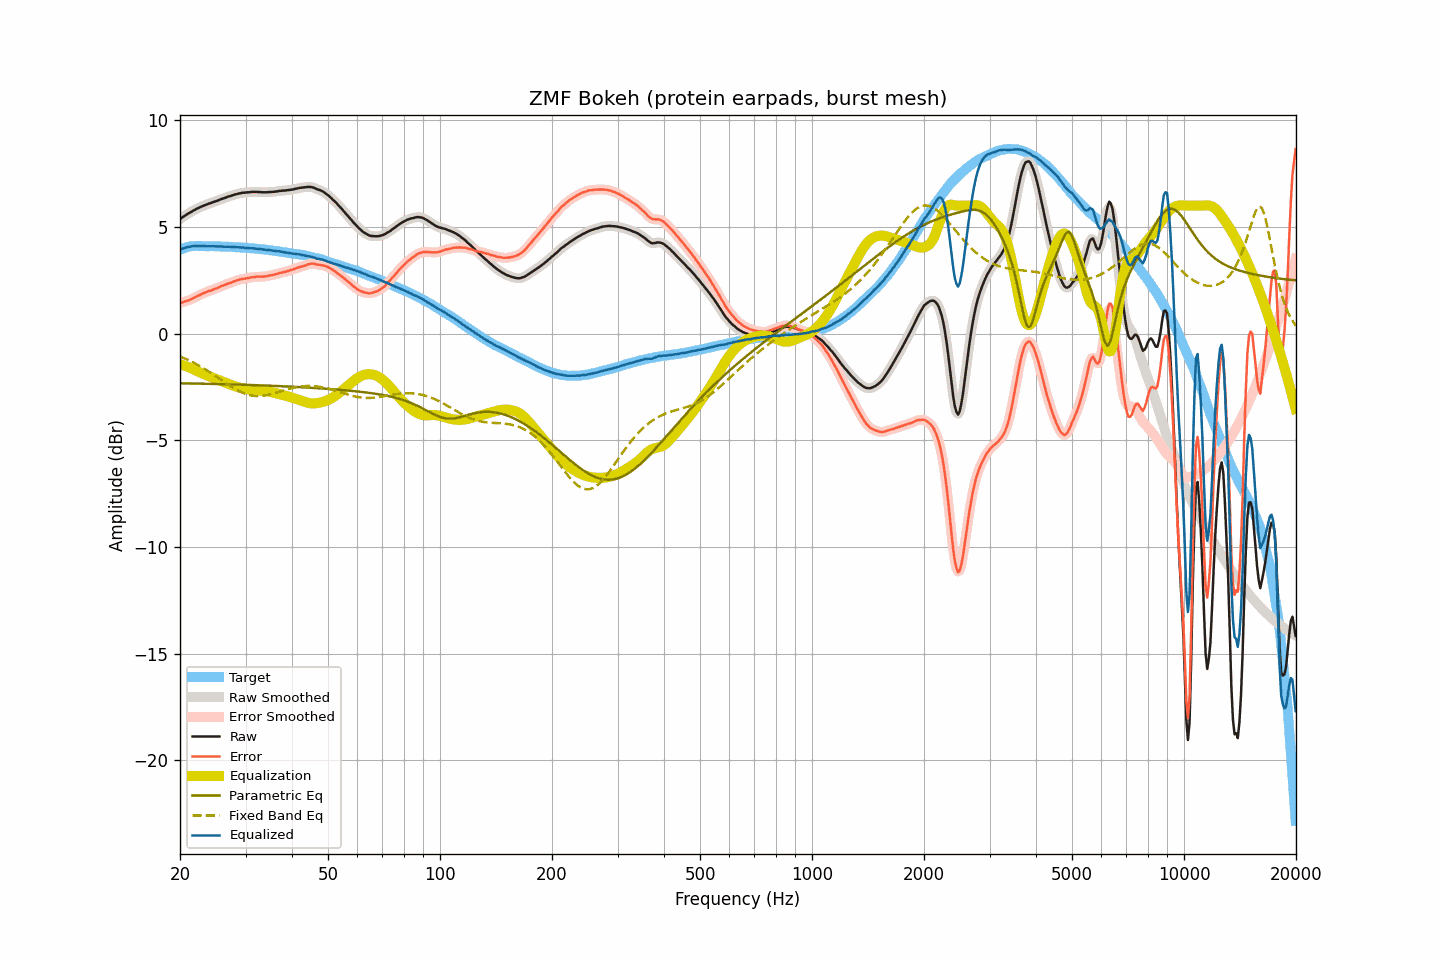 ZMF Bokeh (protein earpads, burst mesh)
10
5
0
−5
−10
−15
−20
Amplitude (dBr)
Target
Raw Smoothed
Error Smoothed
Raw
Error
Equalization
Parametric Eq
Fixed Band Eq
Equalized
20 50 100 200 500 1000 2000 5000 10000 20000
Frequency (Hz)